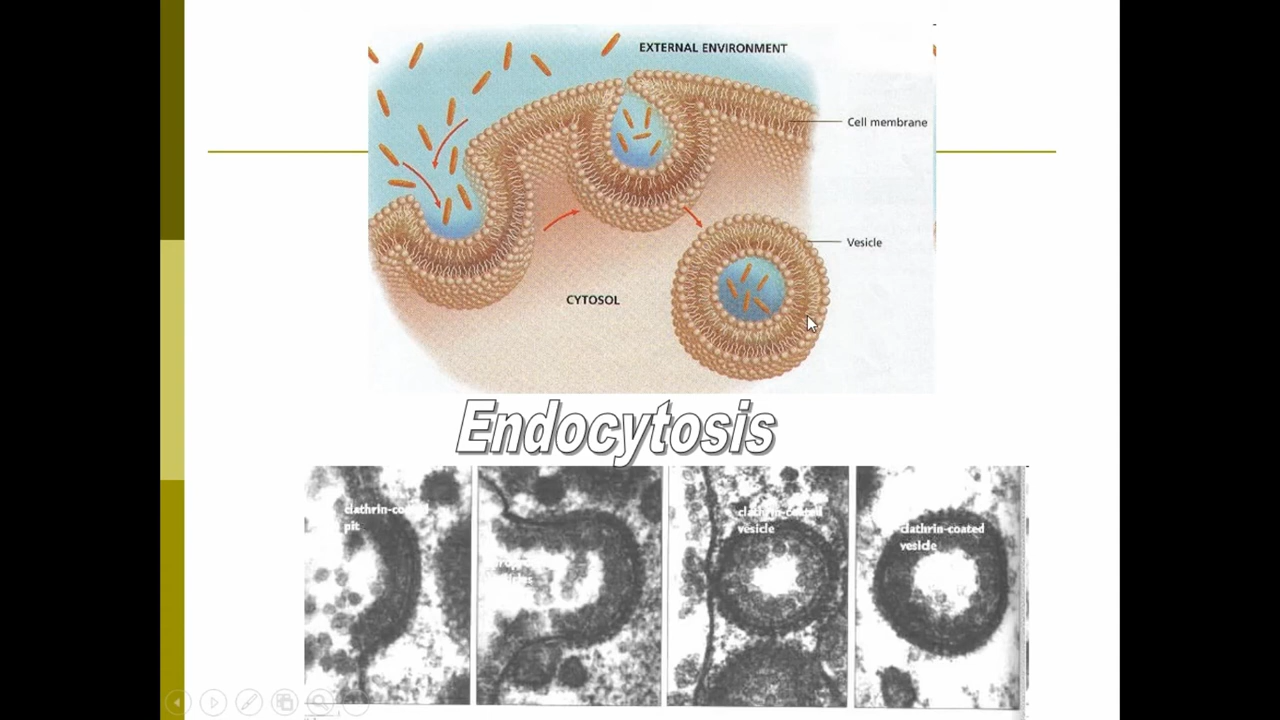 EXTERNAL ENVIRONMENT
Cell membrane
Vesicle
CYTOSOL
Endocytosis
clathrin-coated
pit
clathrin-coated
vesicle
clathrin-coated
vesicle